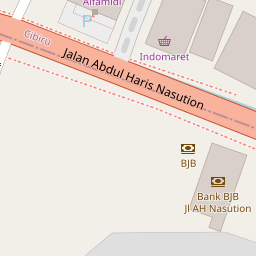 Alfamidi
P
Cibiru
Indomaret
Jalan Abdul Haris Nasution
BJB
Bank BJB
Jl AH Nasution